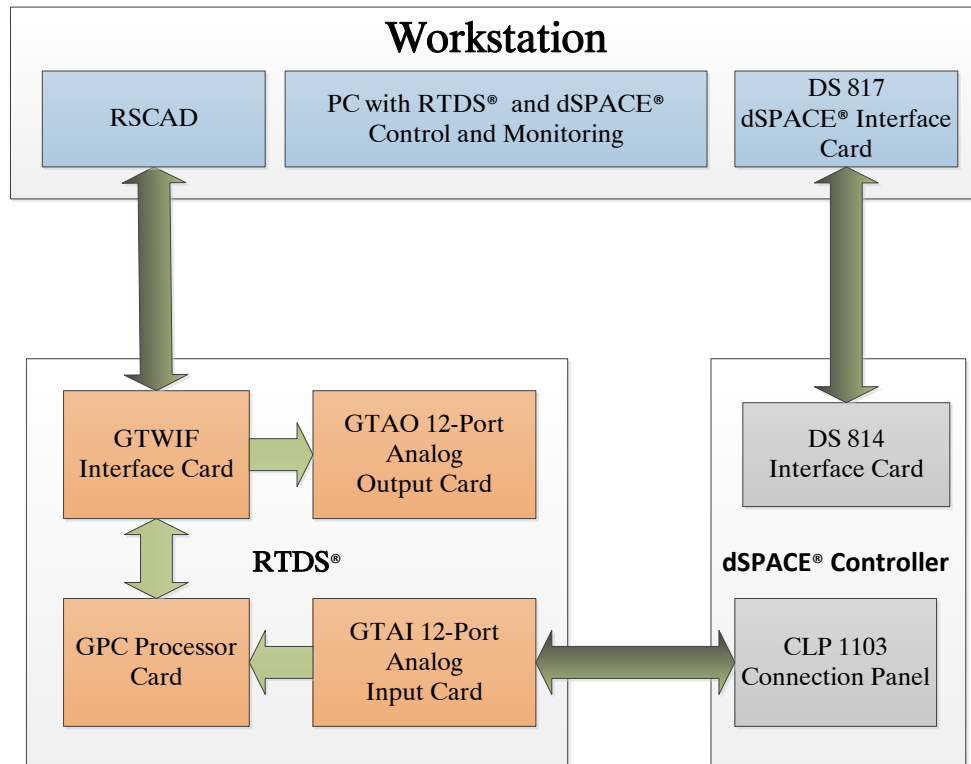 Workstation
RSCAD
PC with RTDS® and dSPACE®
Control and Monitoring
DS 817
dSPACE® Interface
Card
GTWIF
Interface Card
GTAO 12-Port
Analog
Output Card
DS 814
Interface Card
RTDS®
dSPACE® Controller
GPC Processor
Card
GTAI 12-Port
Analog
Input Card
CLP 1103
Connection Panel